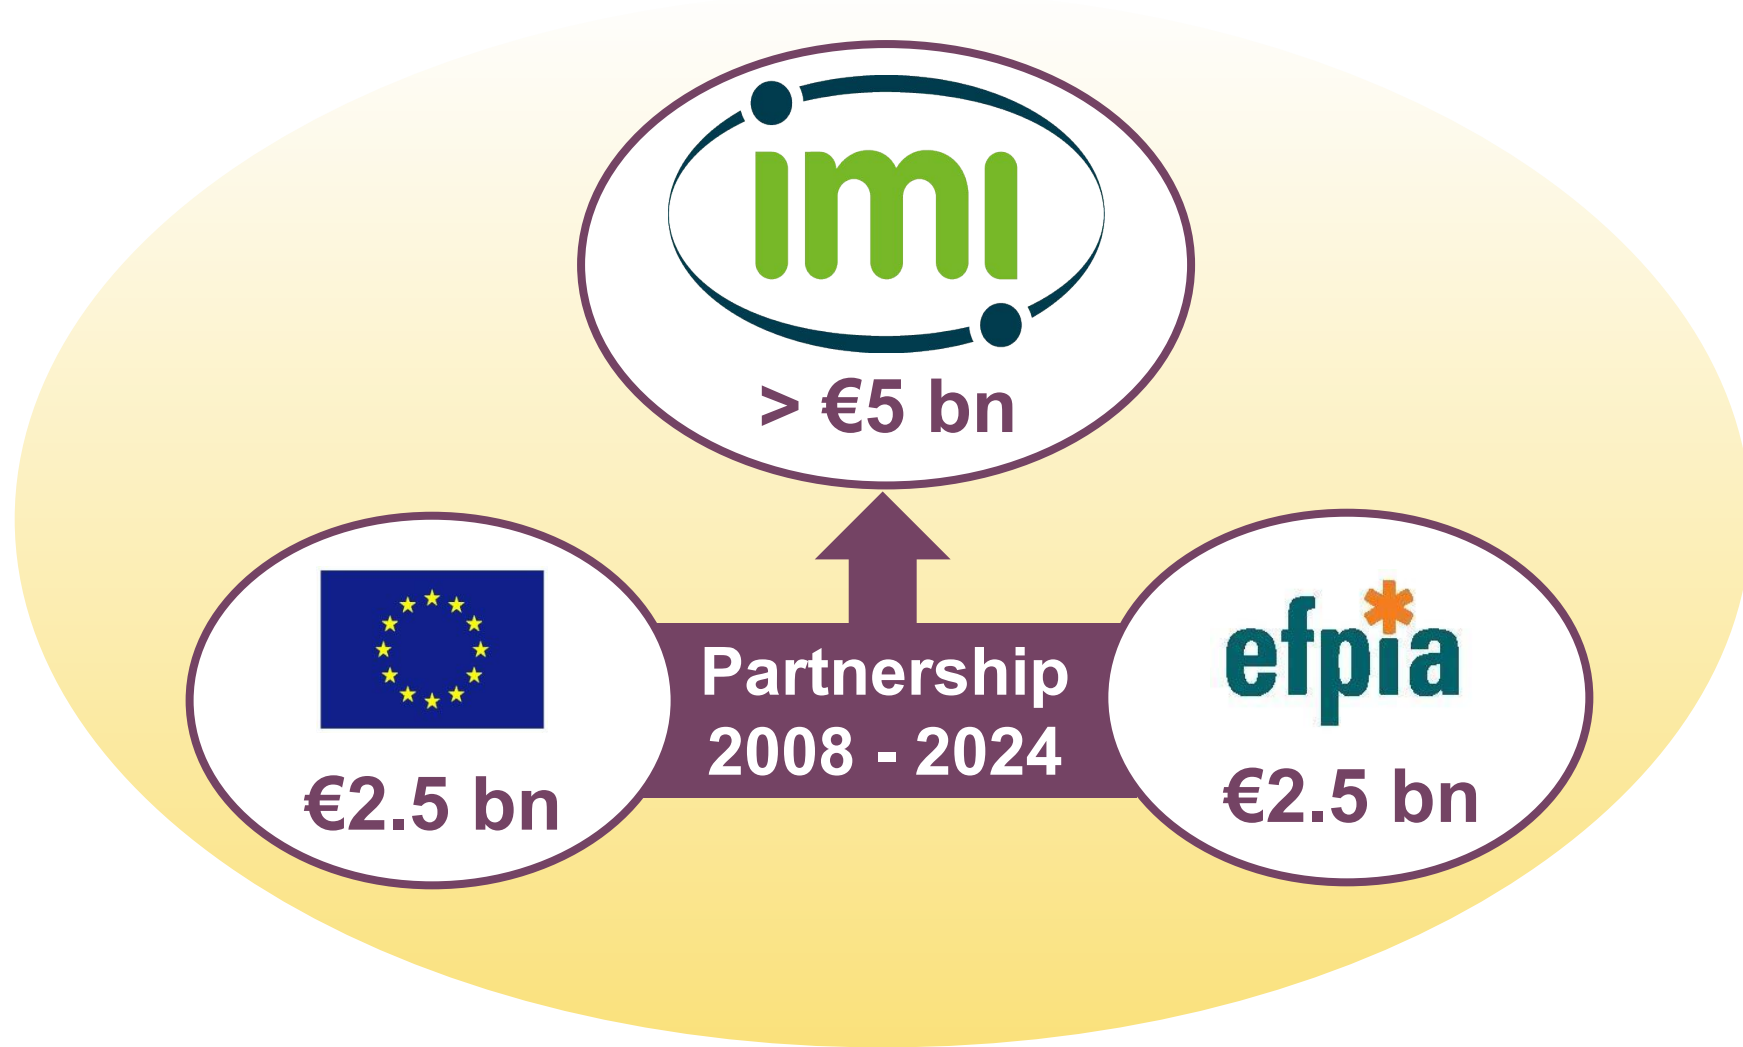 imi
> €5 bn
Partnership
2008 - 2024
€2.5 bn
efpia
€2.5 bn